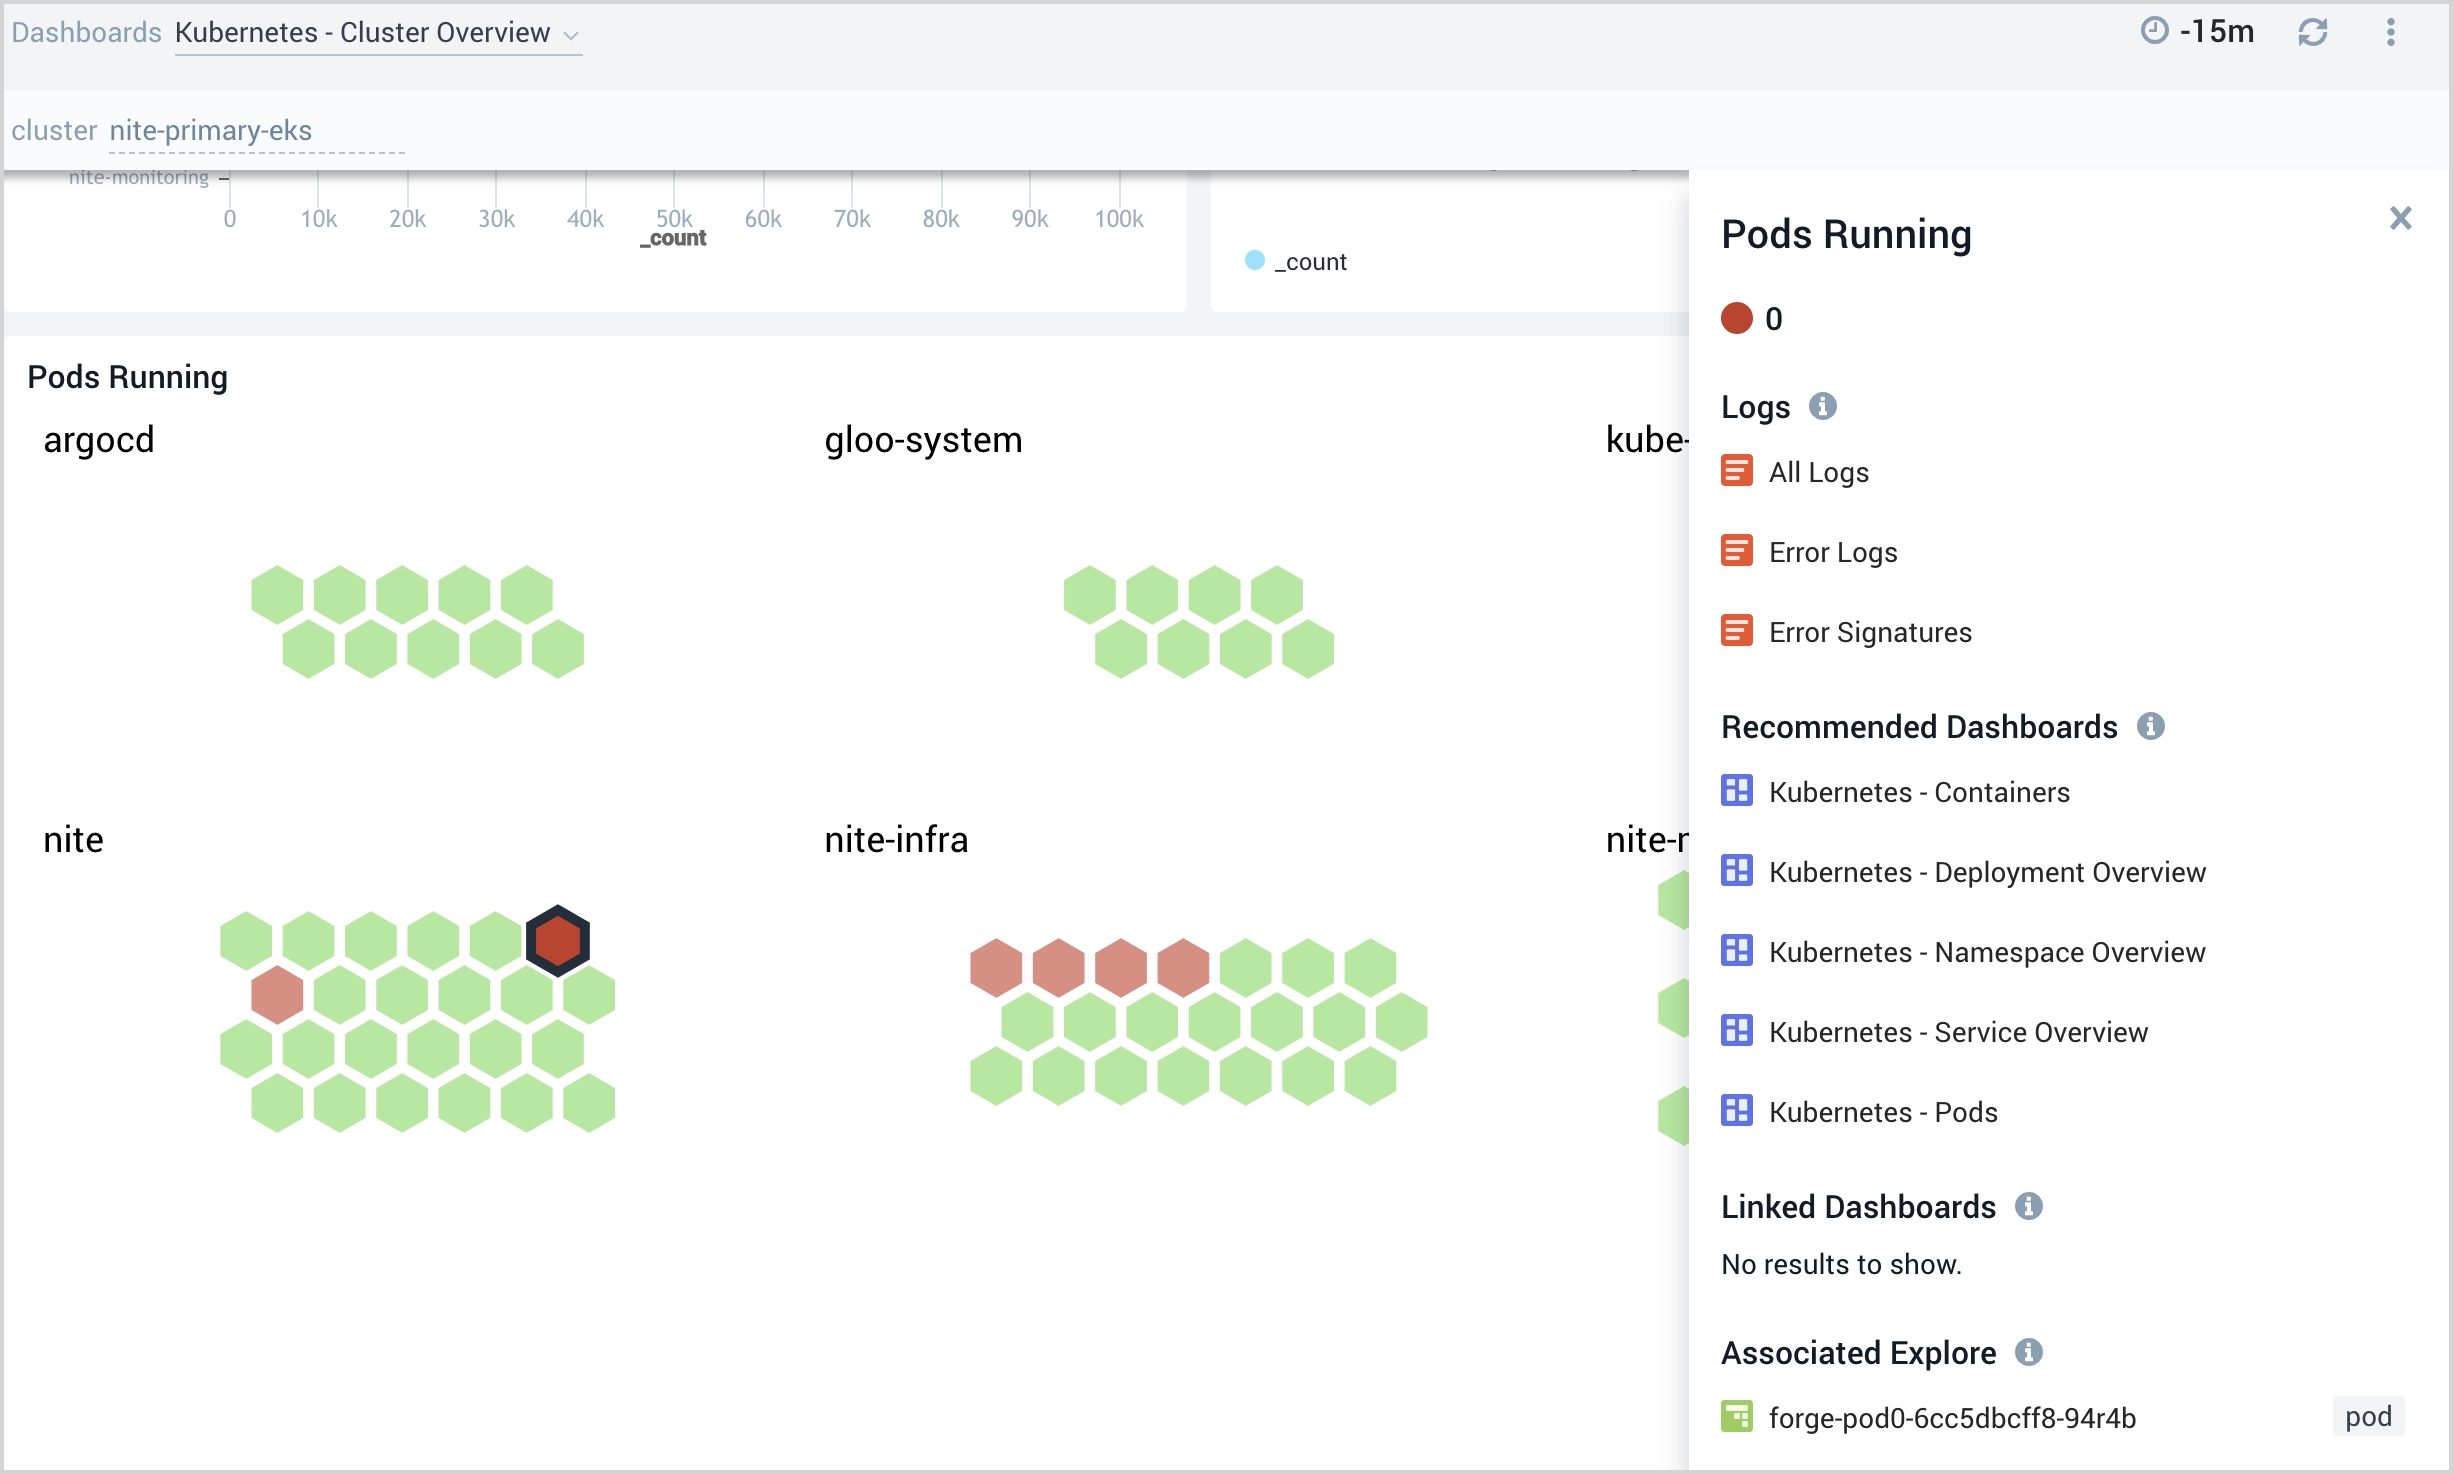 Dashboards Kubernetes - Cluster Overview
-15m
cluster nite-primary-eks
nite-monitoring
0 10k 20k 30k 40k 50k 60k 70k 80k 90k 100k
_count
_count
Pods Running
argocd
gloo-system
kube-
nite
nite-infra
Pods Running
0
Logs
All Logs
Error Logs
Error Signatures
Recommended Dashboards
Kubernetes - Containers
Kubernetes - Deployment Overview
Kubernetes - Namespace Overview
Kubernetes - Service Overview
Kubernetes - Pods
Linked Dashboards
No results to show.
Associated Explore
forge-pod0-6cc5dbcff8-94r4b pod